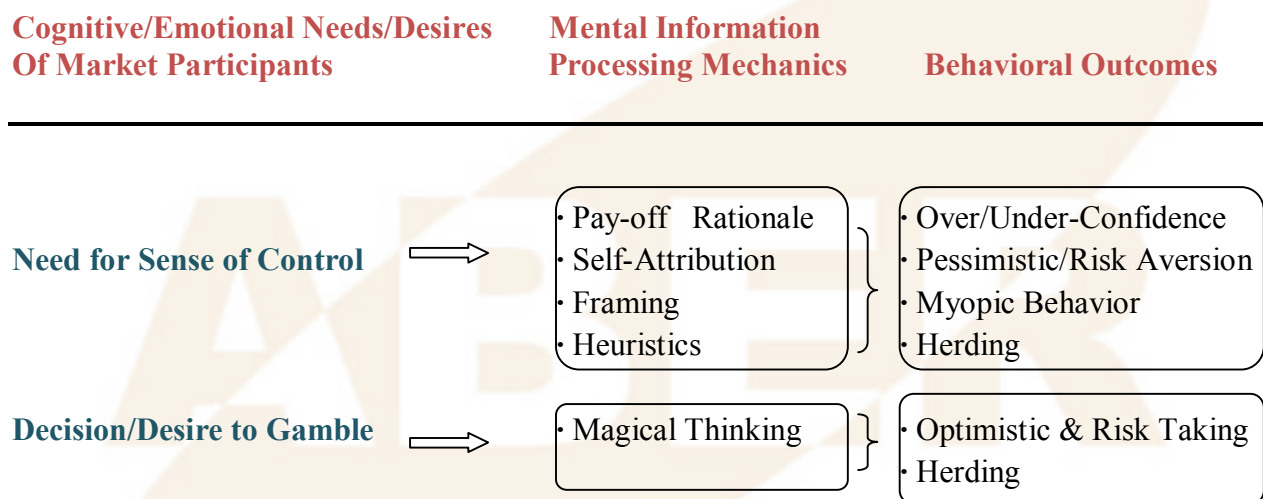 Cognitive/Emotional Needs/Desires
Of Market Participants
Mental Information
Processing Mechanics
Behavioral Outcomes
Need for Sense of Control
· Pay-off Rationale
· Self-Attribution
· Framing
· Heuristics
· Over/Under-Confidence
· Pessimistic/Risk Aversion
· Myopic Behavior
· Herding
Decision/Desire to Gamble
· Magical Thinking
· Optimistic & Risk Taking
· Herding
ABER